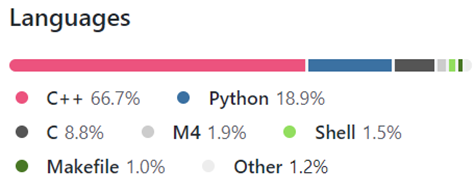 Languages
C++ 66.7% Python 18.9%
C 8.8% M4 1.9% Shell 1.5%
Makefile 1.0% Other 1.2%